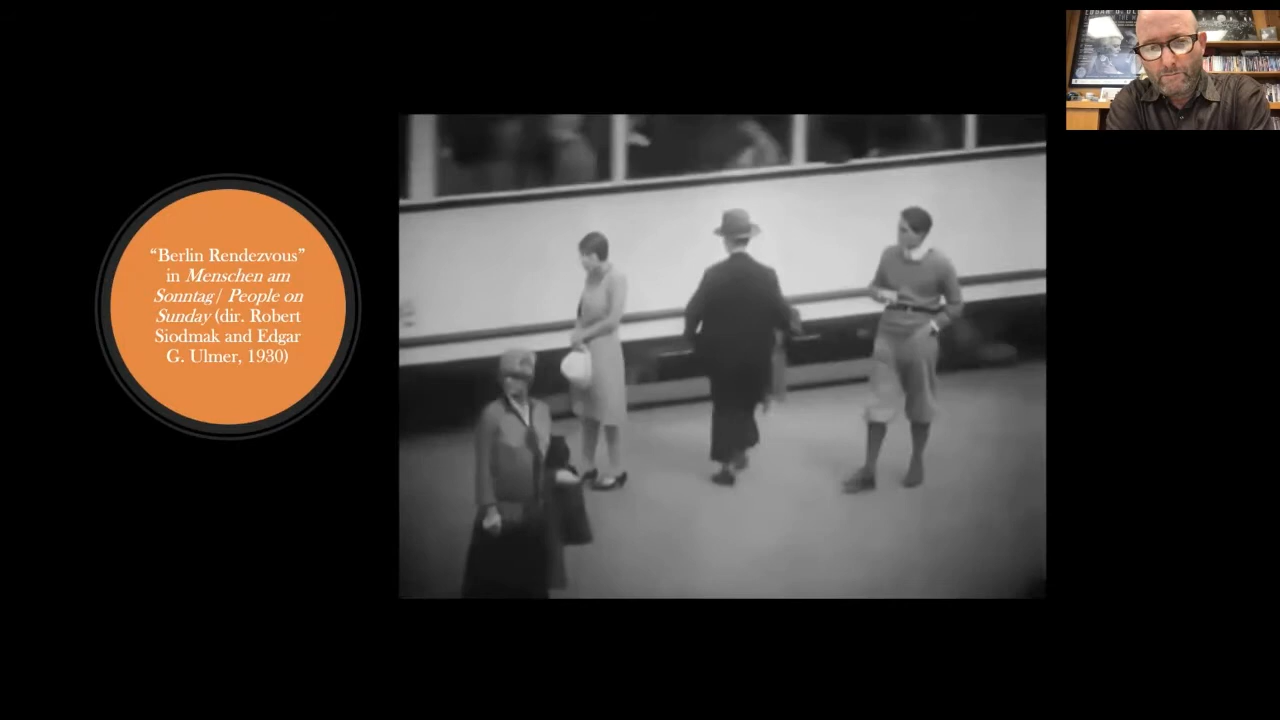 “Berlin Rendezvous”
in Menschen am
Sonntag/ People on
Sunday (dir. Robert
Siodmak and Edgar
G. Ulmer, 1930)